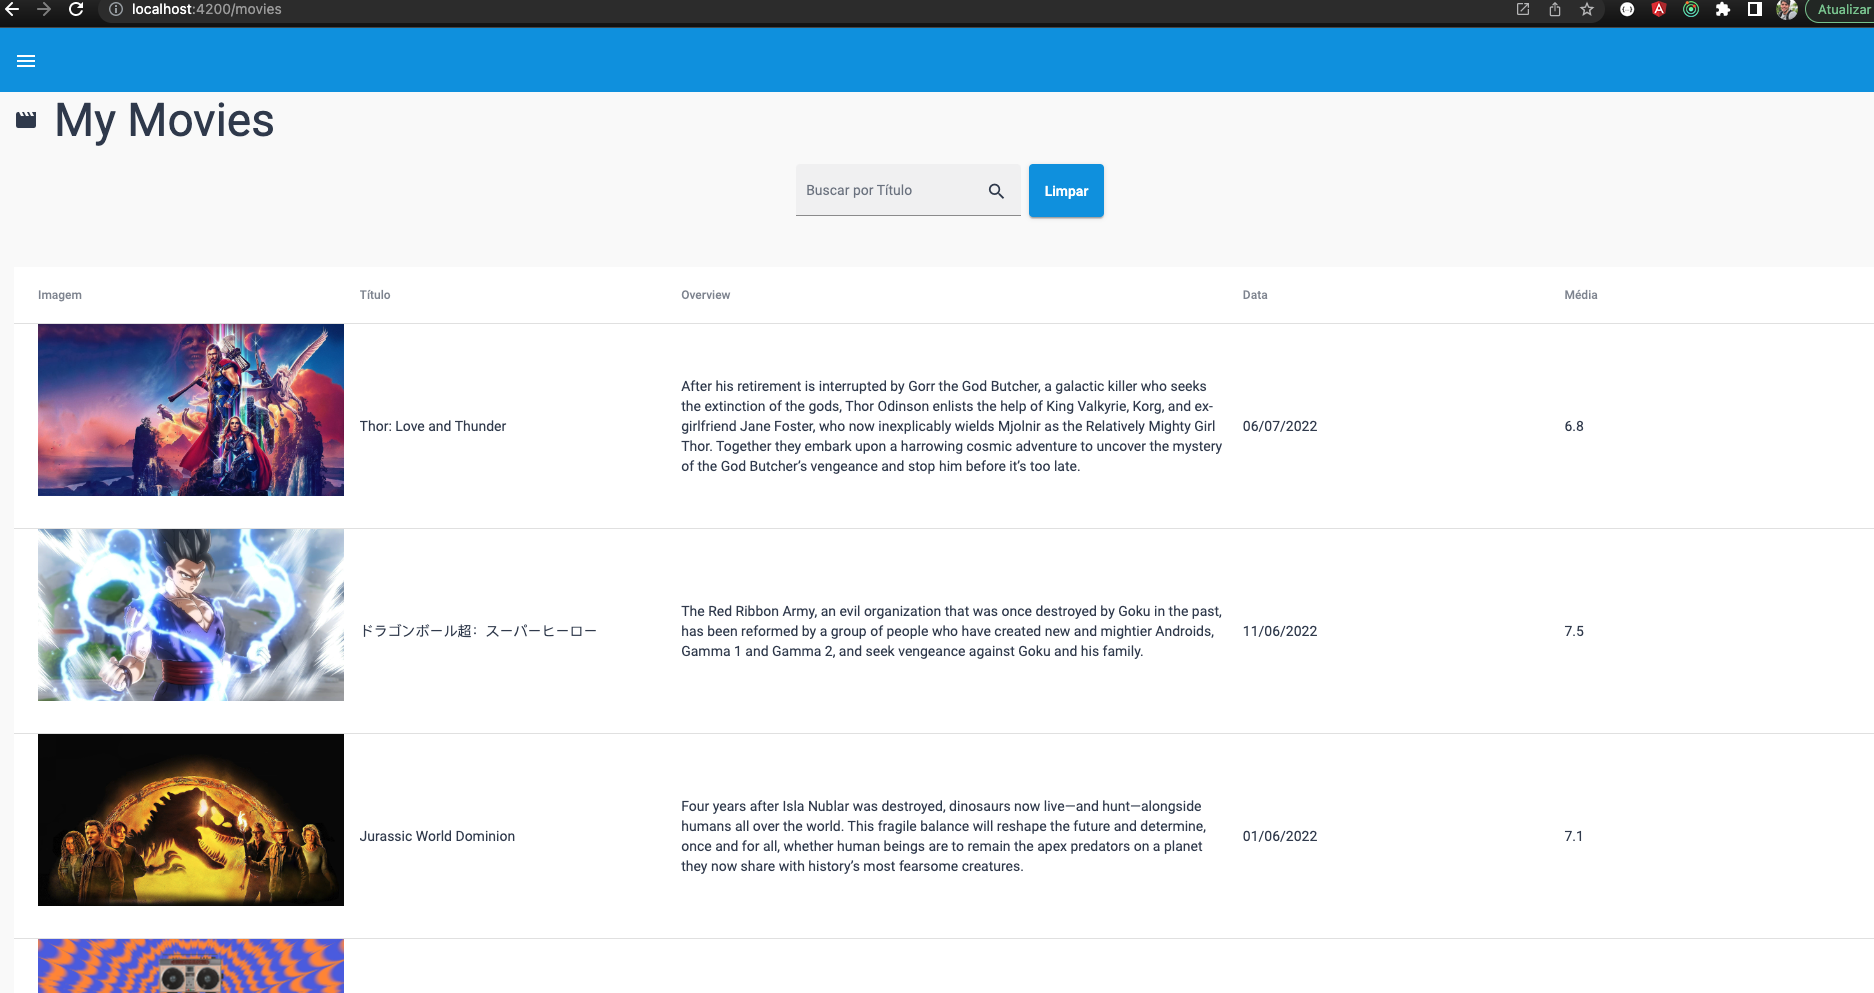 localhost:4200/movies
Atualizar
My Movies
Buscar por Título
Limpar
Imagem Título Overview Data Média
After his retirement is interrupted by Gorr the God Butcher, a galactic killer who seeks
the extinction of the gods, Thor Odinson enlists the help of King Valkyrie, Korg, and ex-
girlfriend Jane Foster, who now inexplicably wields Mjolnir as the Relatively Mighty Girl
Thor. Together they embark upon a harrowing cosmic adventure to uncover the mystery
of the God Butcher’s vengeance and stop him before it’s too late.
Thor: Love and Thunder
06/07/2022
6.8
ドラゴンボール超：スーパーヒーロー
The Red Ribbon Army, an evil organization that was once destroyed by Goku in the past,
has been reformed by a group of people who have created new and mightier Androids,
Gamma 1 and Gamma 2, and seek vengeance against Goku and his family.
11/06/2022
7.5
Jurassic World Dominion
Four years after Isla Nublar was destroyed, dinosaurs now live—and hunt—alongside
humans all over the world. This fragile balance will reshape the future and determine,
once and for all, whether human beings are to remain the apex predators on a planet
they now share with history’s most fearsome creatures.
01/06/2022
7.1